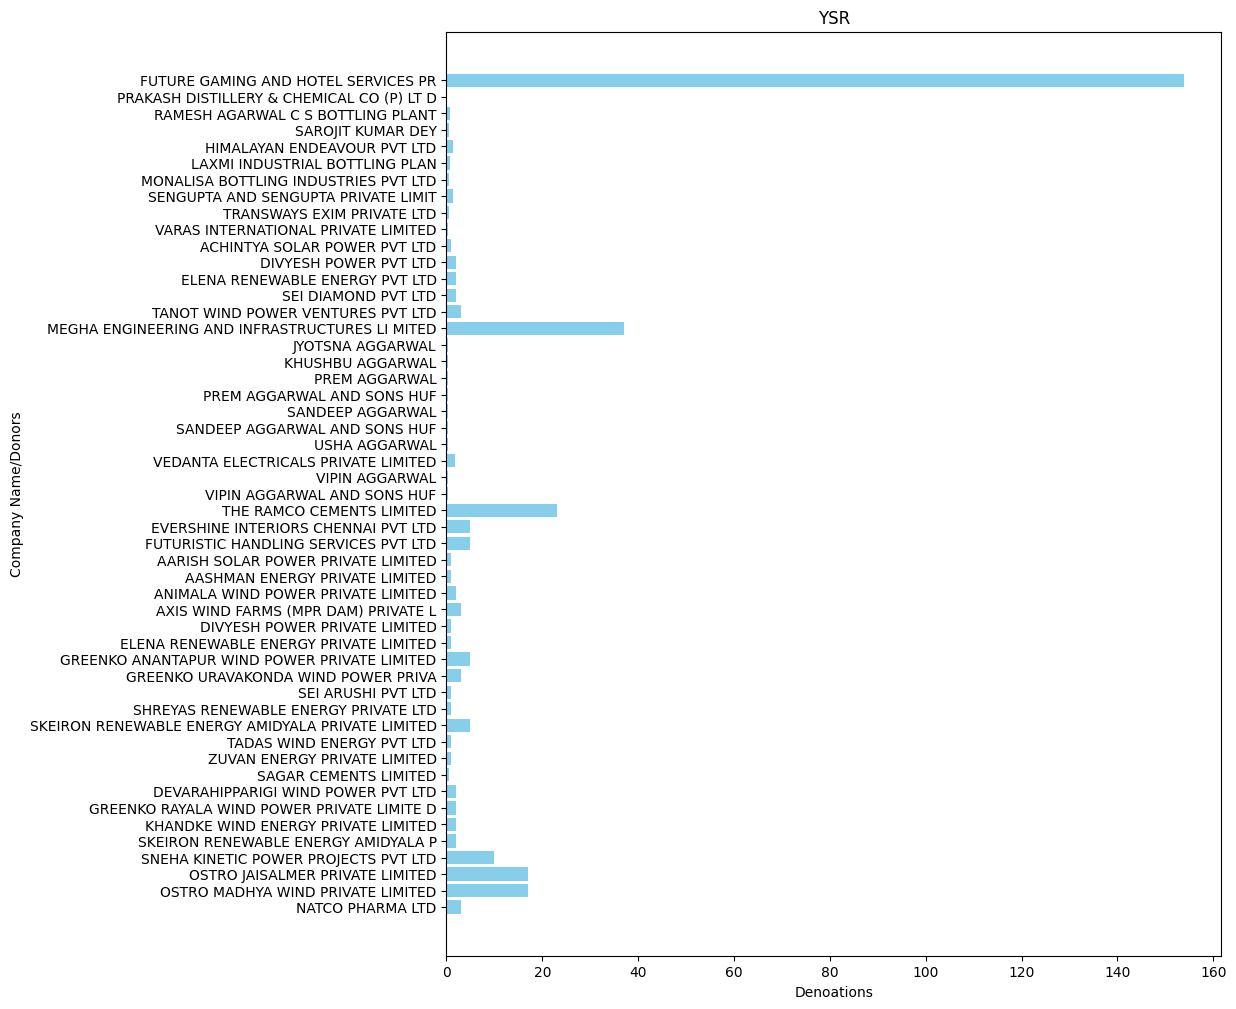 YSR
Company Name/Donors
FUTURE GAMING AND HOTEL SERVICES PR
PRAKASH DISTILLERY & CHEMICAL CO (P) LT D
RAMESH AGARWAL C S BOTTLING PLANT
SAROJIT KUMAR DEY
HIMALAYAN ENDEAVOUR PVT LTD
LAXMI INDUSTRIAL BOTTLING PLAN
MONALISA BOTTLING INDUSTRIES PVT LTD
SENGUPTA AND SENGUPTA PRIVATE LIMIT
TRANSWAYS EXIM PRIVATE LTD
VARAS INTERNATIONAL PRIVATE LIMITED
ACHINTYA SOLAR POWER PVT LTD
DIVYESH POWER PVT LTD
ELENA RENEWABLE ENERGY PVT LTD
SEI DIAMOND PVT LTD
TANOT WIND POWER VENTURES PVT LTD
MEGHA ENGINEERING AND INFRASTRUCTURES LI MITED
JYOTSNA AGGARWAL
KHUSHBU AGGARWAL
PREM AGGARWAL
PREM AGGARWAL AND SONS HUF
SANDEEP AGGARWAL
SANDEEP AGGARWAL AND SONS HUF
USHA AGGARWAL
VEDANTA ELECTRICALS PRIVATE LIMITED
VIPIN AGGARWAL
VIPIN AGGARWAL AND SONS HUF
THE RAMCO CEMENTS LIMITED
EVERSHINE INTERIORS CHENNAI PVT LTD
FUTURISTIC HANDLING SERVICES PVT LTD
AARISH SOLAR POWER PRIVATE LIMITED
AASHMAN ENERGY PRIVATE LIMITED
ANIMALA WIND POWER PRIVATE LIMITED
AXIS WIND FARMS (MPR DAM) PRIVATE L
DIVYESH POWER PRIVATE LIMITED
ELENA RENEWABLE ENERGY PRIVATE LIMITED
GREENKO ANANTAPUR WIND POWER PRIVATE LIMITED
GREENKO URAVAKONDA WIND POWER PRIVA
SEI ARUSHI PVT LTD
SHREYAS RENEWABLE ENERGY PRIVATE LTD
SKEIRON RENEWABLE ENERGY AMIDYALA PRIVATE LIMITED
TADAS WIND ENERGY PVT LTD
ZUVAN ENERGY PRIVATE LIMITED
SAGAR CEMENTS LIMITED
DEVARAHIPPARIGI WIND POWER PVT LTD
GREENKO RAYALA WIND POWER PRIVATE LIMITE D
KHANDKE WIND ENERGY PRIVATE LIMITED
SKEIRON RENEWABLE ENERGY AMIDYALA P
SNEHA KINETIC POWER PROJECTS PVT LTD
OSTRO JAISALMER PRIVATE LIMITED
OSTRO MADHYA WIND PRIVATE LIMITED
NATCO PHARMA LTD
0 20 40 60 80 100 120 140 160
Denoations